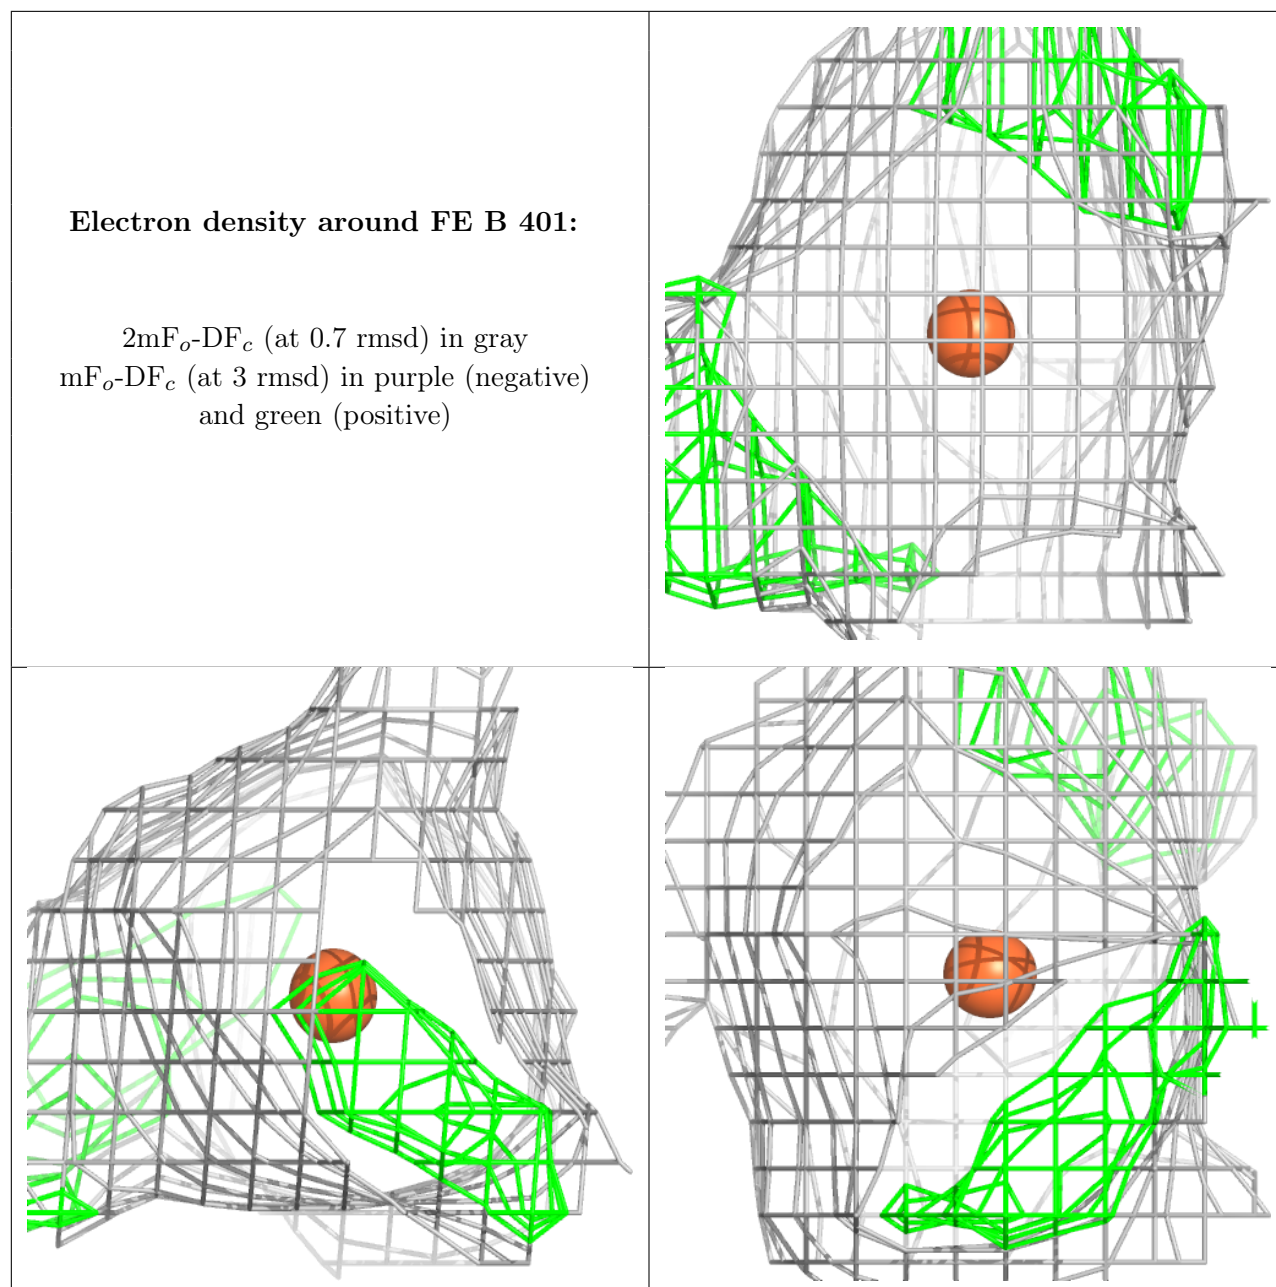 Electron density around FE B 401:
2mFo-DFc (at 0.7 rmsd) in gray
mFo-DFc (at 3 rmsd) in purple (negative)
and green (positive)